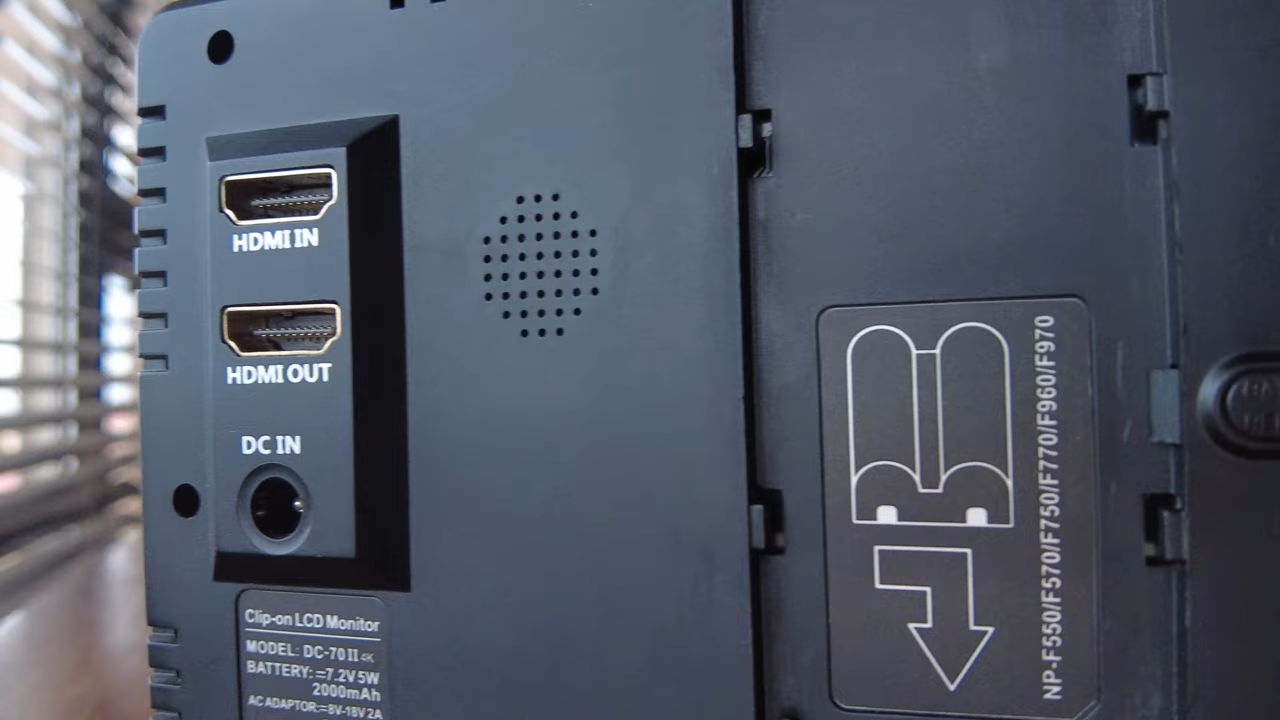 HDMI IN
HDMI OUT
DC IN
Clip-on LCD Monitor
MODEL: DC-70 II 4K
BATTERY: ⎓7.2V 5W
2000mAh
AC ADAPTOR:⎓8V-18V 2A
NP-F550/F570/F750/F770/F960/F970